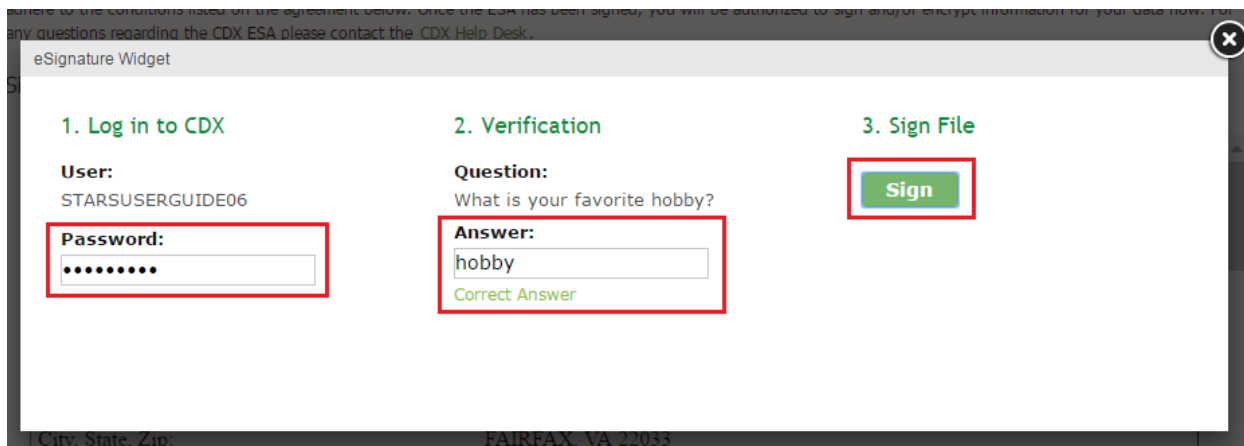 adhere to the conditions listed on the agreement below. Once the ESA has been signed, you will be authorized to sign and/or encrypt information for your data flow. For
any questions regarding the CDX ESA please contact the CDX Help Desk.
eSignature Widget
Si
1. Log in to CDX
User:
STARSUSERGUIDE06
Password:
•••••••••
2. Verification
Question:
What is your favorite hobby?
Answer:
hobby
Correct Answer
3. Sign File
Sign
City, State, Zip: FAIRFAX, VA 22033